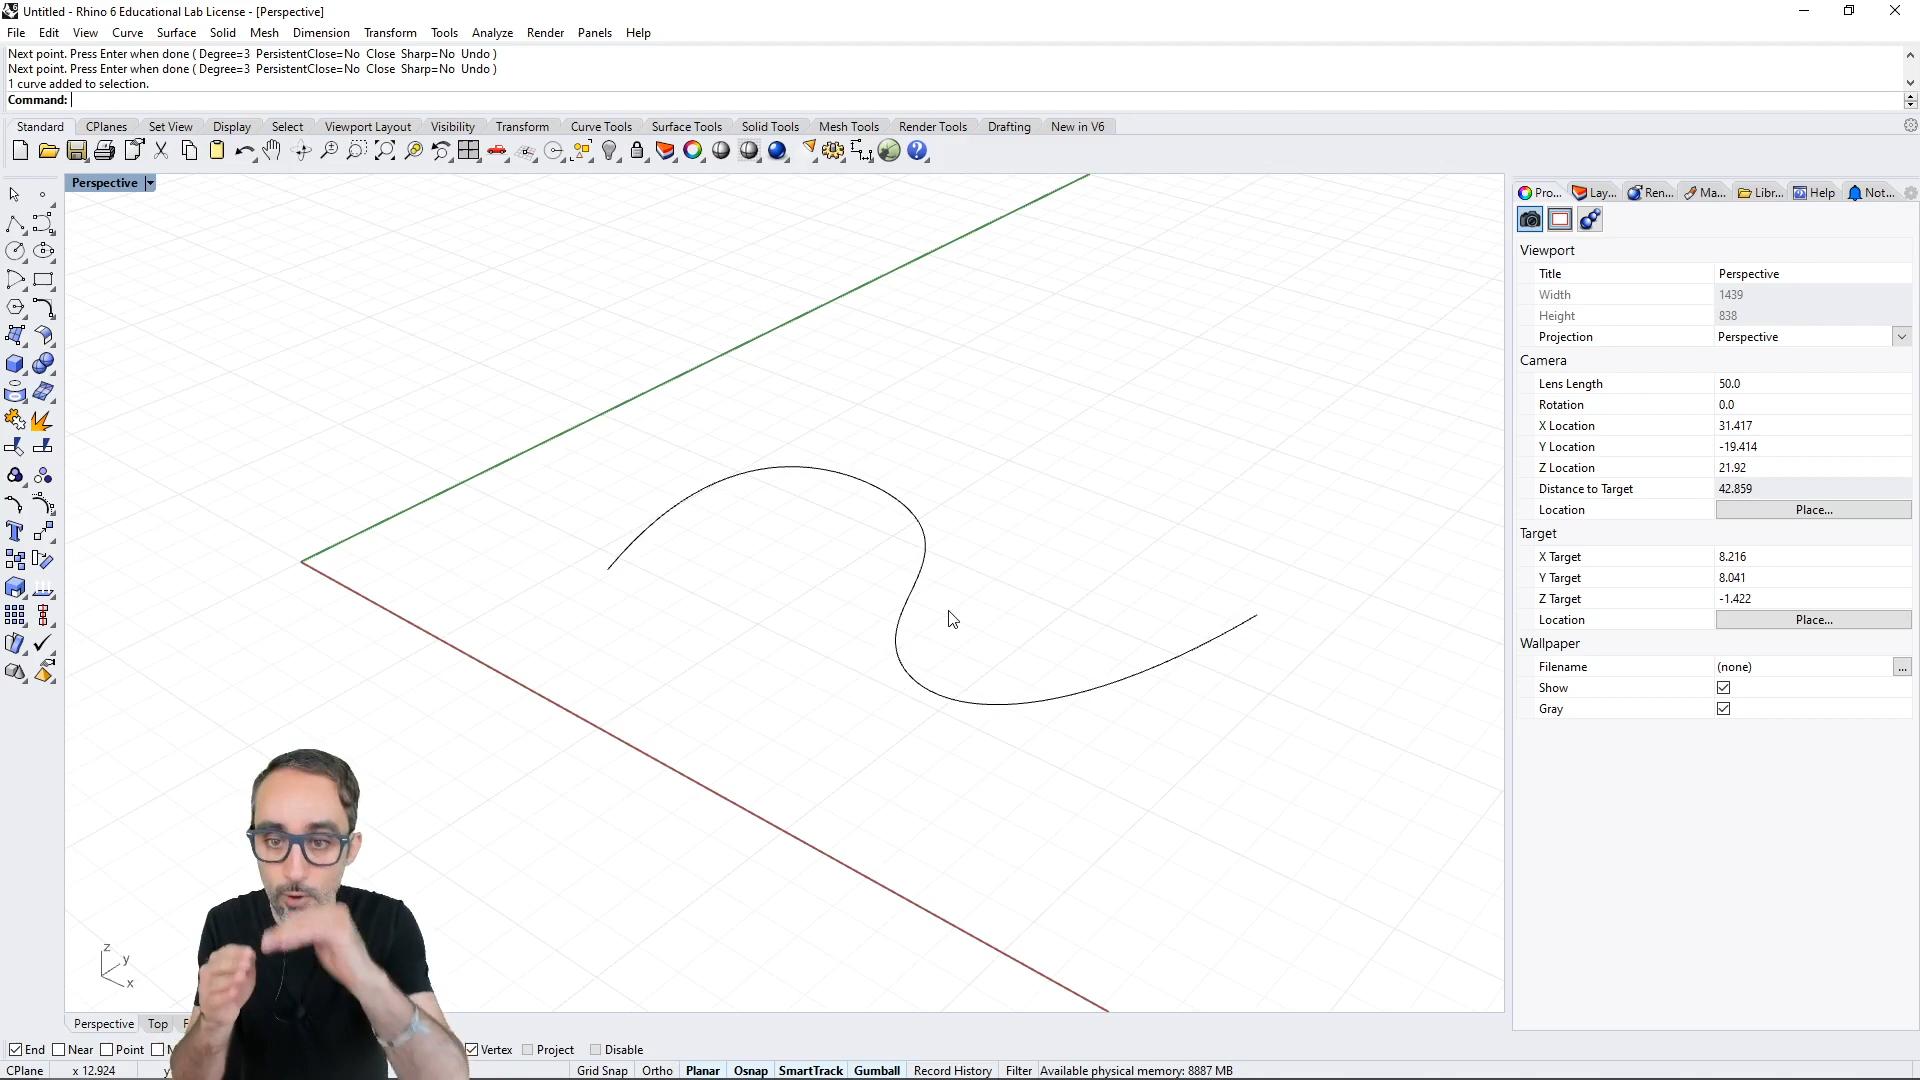 Untitled - Rhino 6 Educational Lab License - [Perspective]
File Edit View Curve Surface Solid Mesh Dimension Transform Tools Analyze Render Panels Help
Next point. Press Enter when done ( Degree=3 PersistentClose=No Close Sharp=No Undo )
Next point. Press Enter when done ( Degree=3 PersistentClose=No Close Sharp=No Undo )
1 curve added to selection.
Command:
Standard CPlanes Set View Display Select Viewport Layout Visibility Transform Curve Tools Surface Tools Solid Tools Mesh Tools Render Tools Drafting New in V6
Perspective
Pro... Lay... Ren... Ma... Libr... Help Not...
Viewport
Title Perspective
Width 1439
Height 838
Projection Perspective
Camera
Lens Length 50.0
Rotation 0.0
X Location 31.417
Y Location -19.414
Z Location 21.92
Distance to Target 42.859
Location Place...
Target
X Target 8.216
Y Target 8.041
Z Target -1.422
Location Place...
Wallpaper
Filename (none) ...
Show
Gray
z
y
x
Perspective Top F
End Near Point Vertex Project Disable
CPlane x 12.924 y Grid Snap Ortho Planar Osnap SmartTrack Gumball Record History Filter Available physical memory: 8887 MB